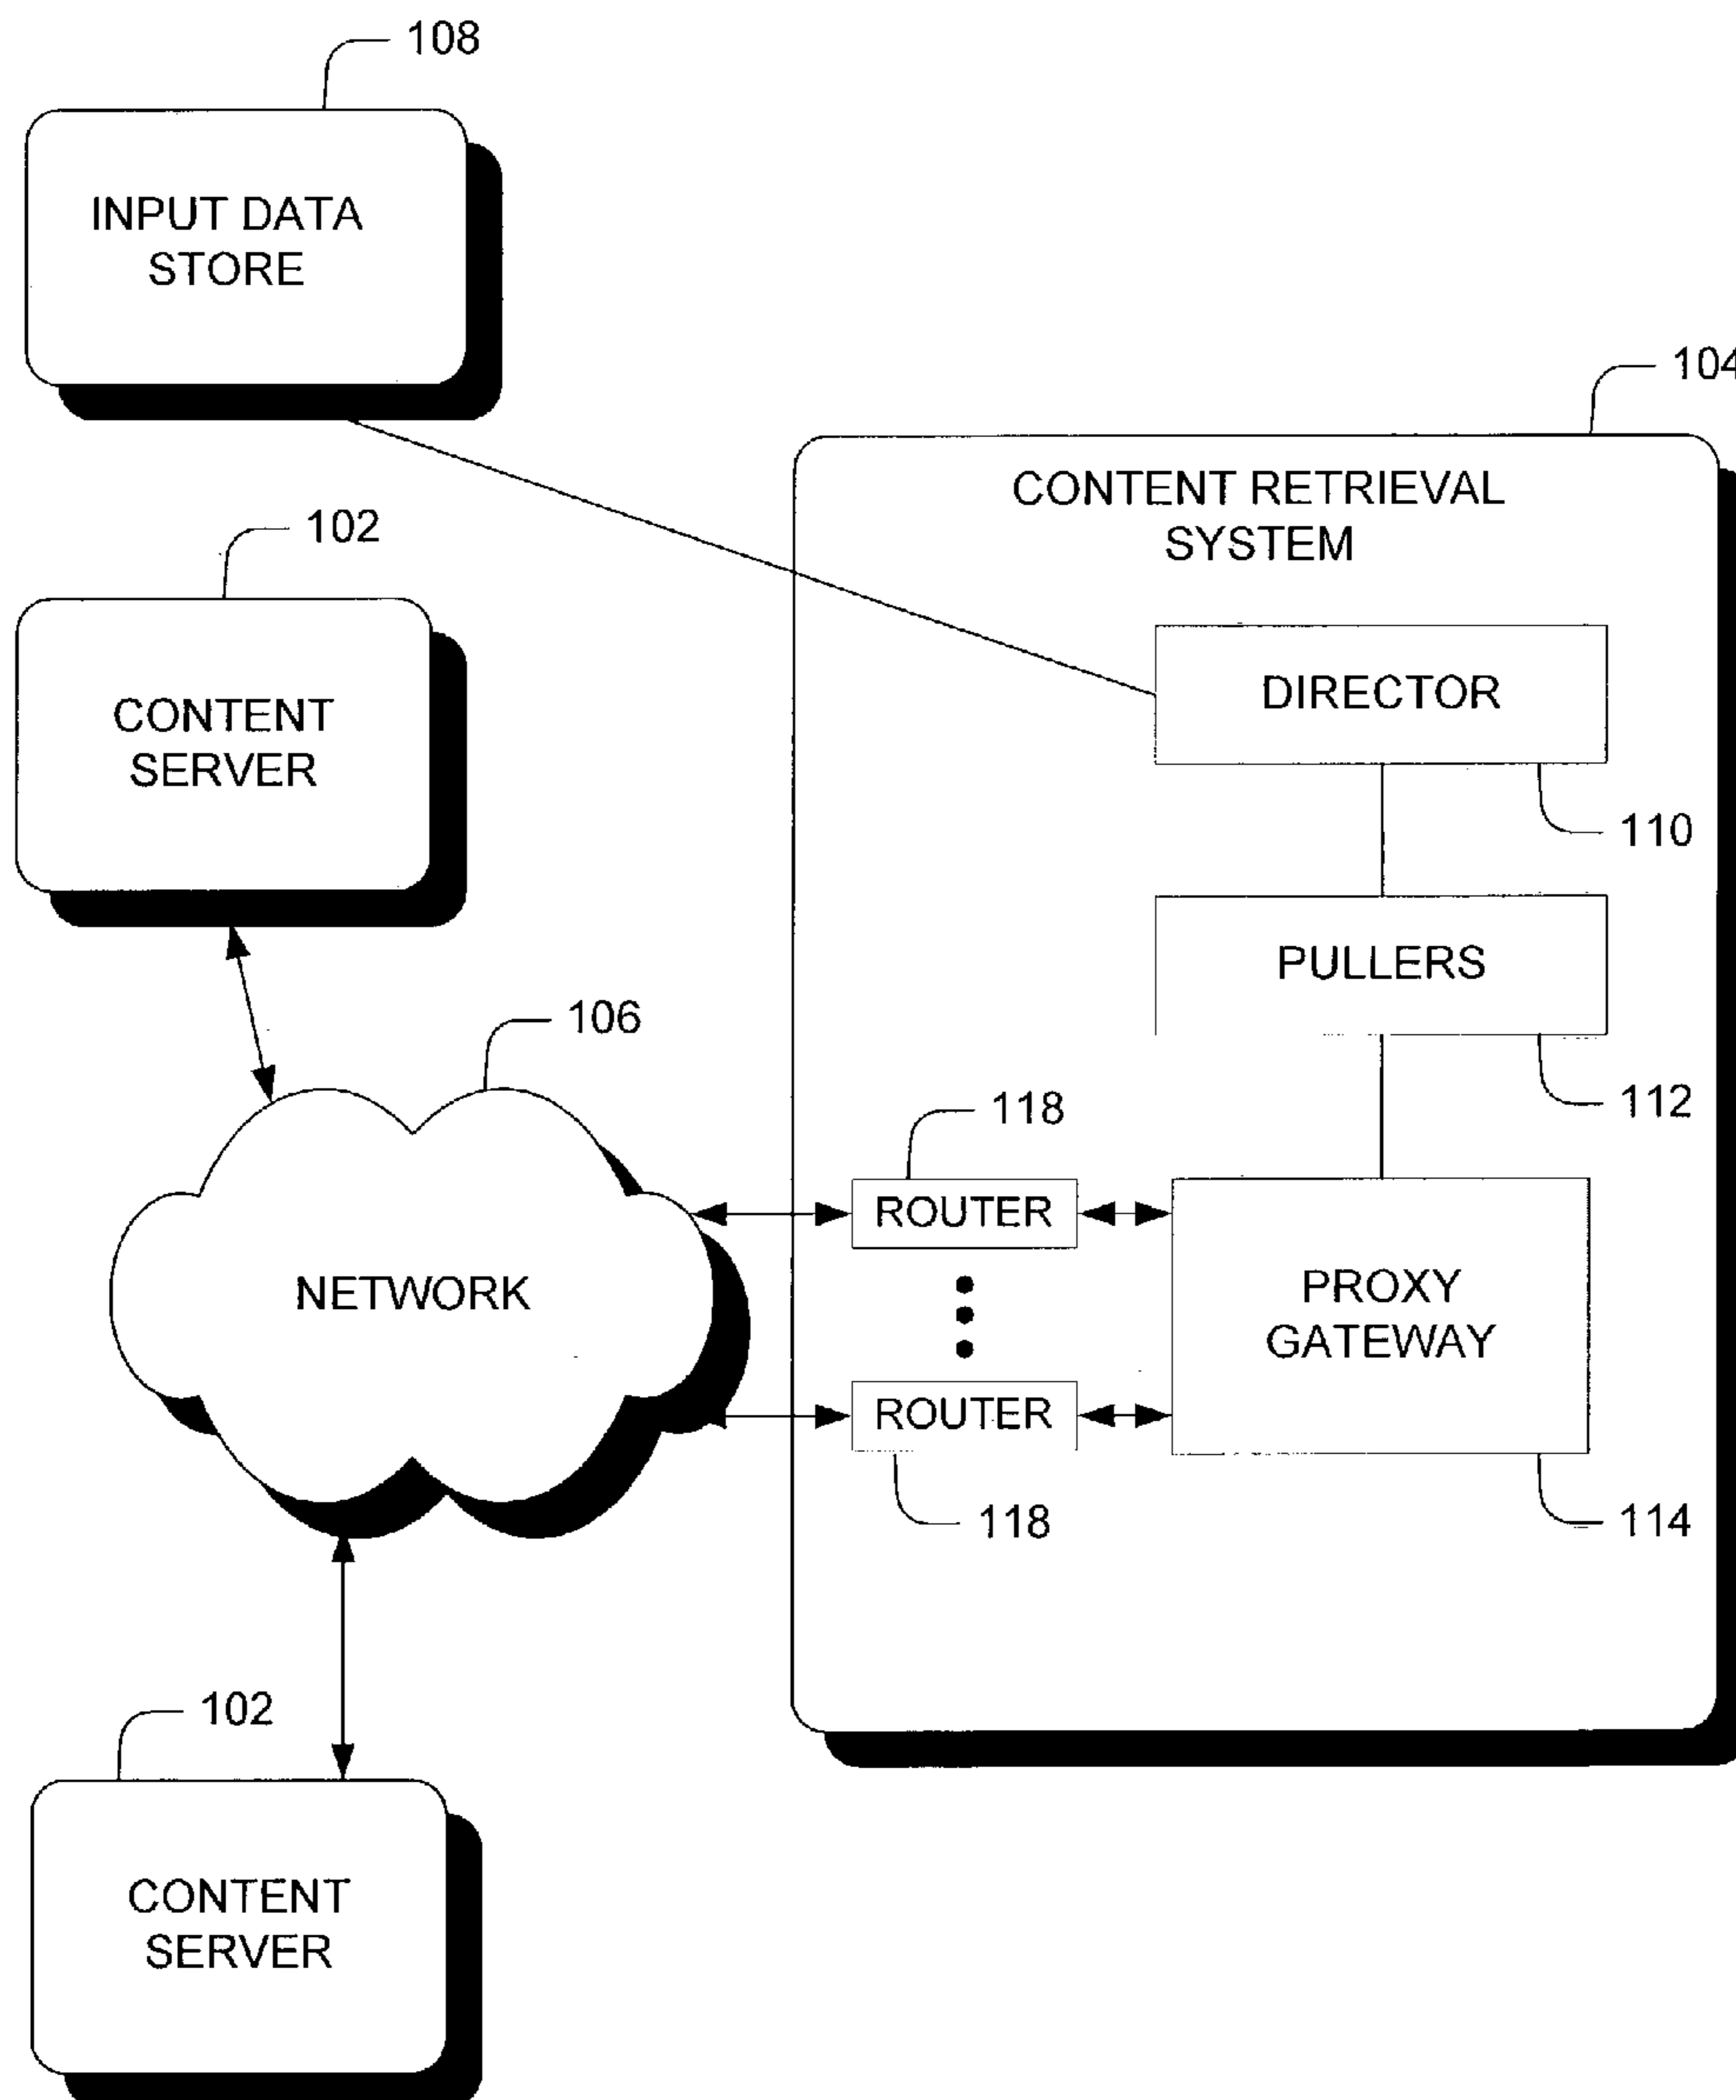 108
INPUT DATA
STORE
104
CONTENT RETRIEVAL
SYSTEM
102
CONTENT
SERVER
DIRECTOR
110
PULLERS
106
112
118
ROUTER
NETWORK
PROXY
GATEWAY
ROUTER
118
114
102
CONTENT
SERVER